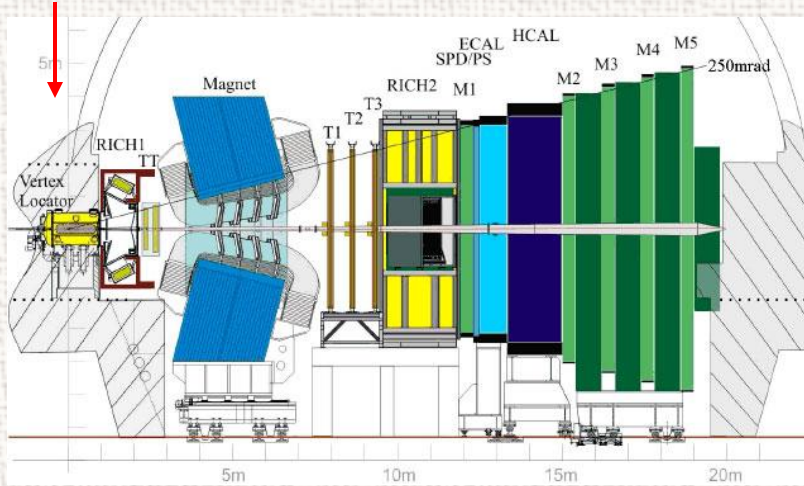 HCAL
ECAL
SPD/PS
M1
M2
M3
M4
M5
250mrad
5m
Magnet
RICH2
T1
T2
T3
RICH1
TT
Vertex
Locator
5m
10m
15m
20m